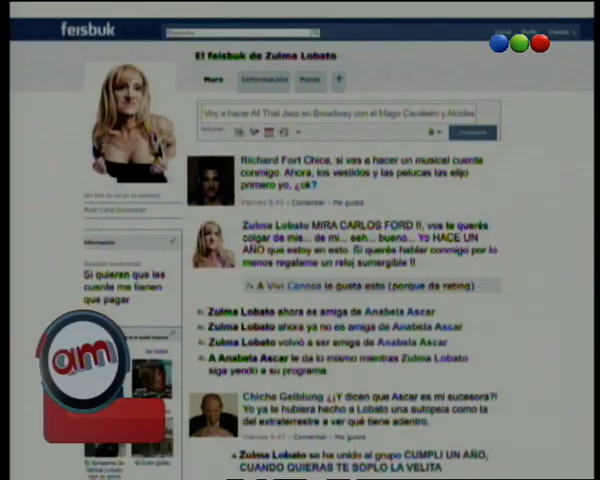 feisbuk
El feisbuk de Zulma Lobato
Muro Información Fotos +
Voy a hacer All That Jazz en Broadway con el Mago Cavaleiro y Alcides
Richard Fort Chica, si vas a hacer un musical cuenta
conmigo. Ahora, los vestidos y las pelucas las elijo
primero yo, ¿uk?
Viernes 9:45 - Comentar - Me gusta
Zulma Lobato MIRA CARLOS FORD !!, vos te querés
colgar de mis... de mi... eeh... bueno... Yo HACE UN
AÑO que estoy en esto. Si querés hablar conmigo por lo
menos regalame un reloj sumergible !!
A Vivi Canosa le gusta esto (porque da rating)
Información
Si quieren que les
cuente me tienen
que pagar
Zulma Lobato ahora es amiga de Anabela Ascar
Zulma Lobato ahora ya no es amiga de Anabela Ascar
Zulma Lobato volvió a ser amiga de Anabela Ascar
A Anabela Ascar le da lo mismo mientras Zulma Lobato
siga yendo a su programa.
am
Chiche Gelblung ¿¡Y dicen que Ascar es mi sucesora?!
Yo ya le hubiera hecho a Lobato una autopsia como la
del extraterrestre a ver qué tiene adentro.
Viernes 9:45 - Comentar - Me gusta
Zulma Lobato se ha unido al grupo CUMPLI UN AÑO,
CUANDO QUIERAS TE SOPLO LA VELITA